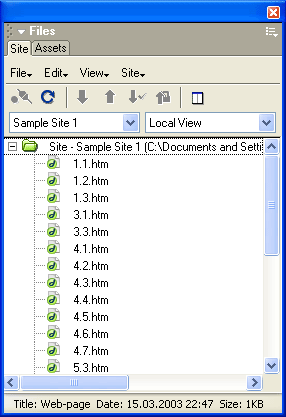 Files
Site Assets
File Edit View Site
Sample Site 1 Local View
Site - Sample Site 1 (C:\Documents and Setti
1.1.htm
1.2.htm
1.3.htm
3.1.htm
3.3.htm
4.1.htm
4.2.htm
4.3.htm
4.4.htm
4.5.htm
4.6.htm
4.7.htm
5.3.htm
Title: Web-page Date: 15.03.2003 22:47 Size: 1KB